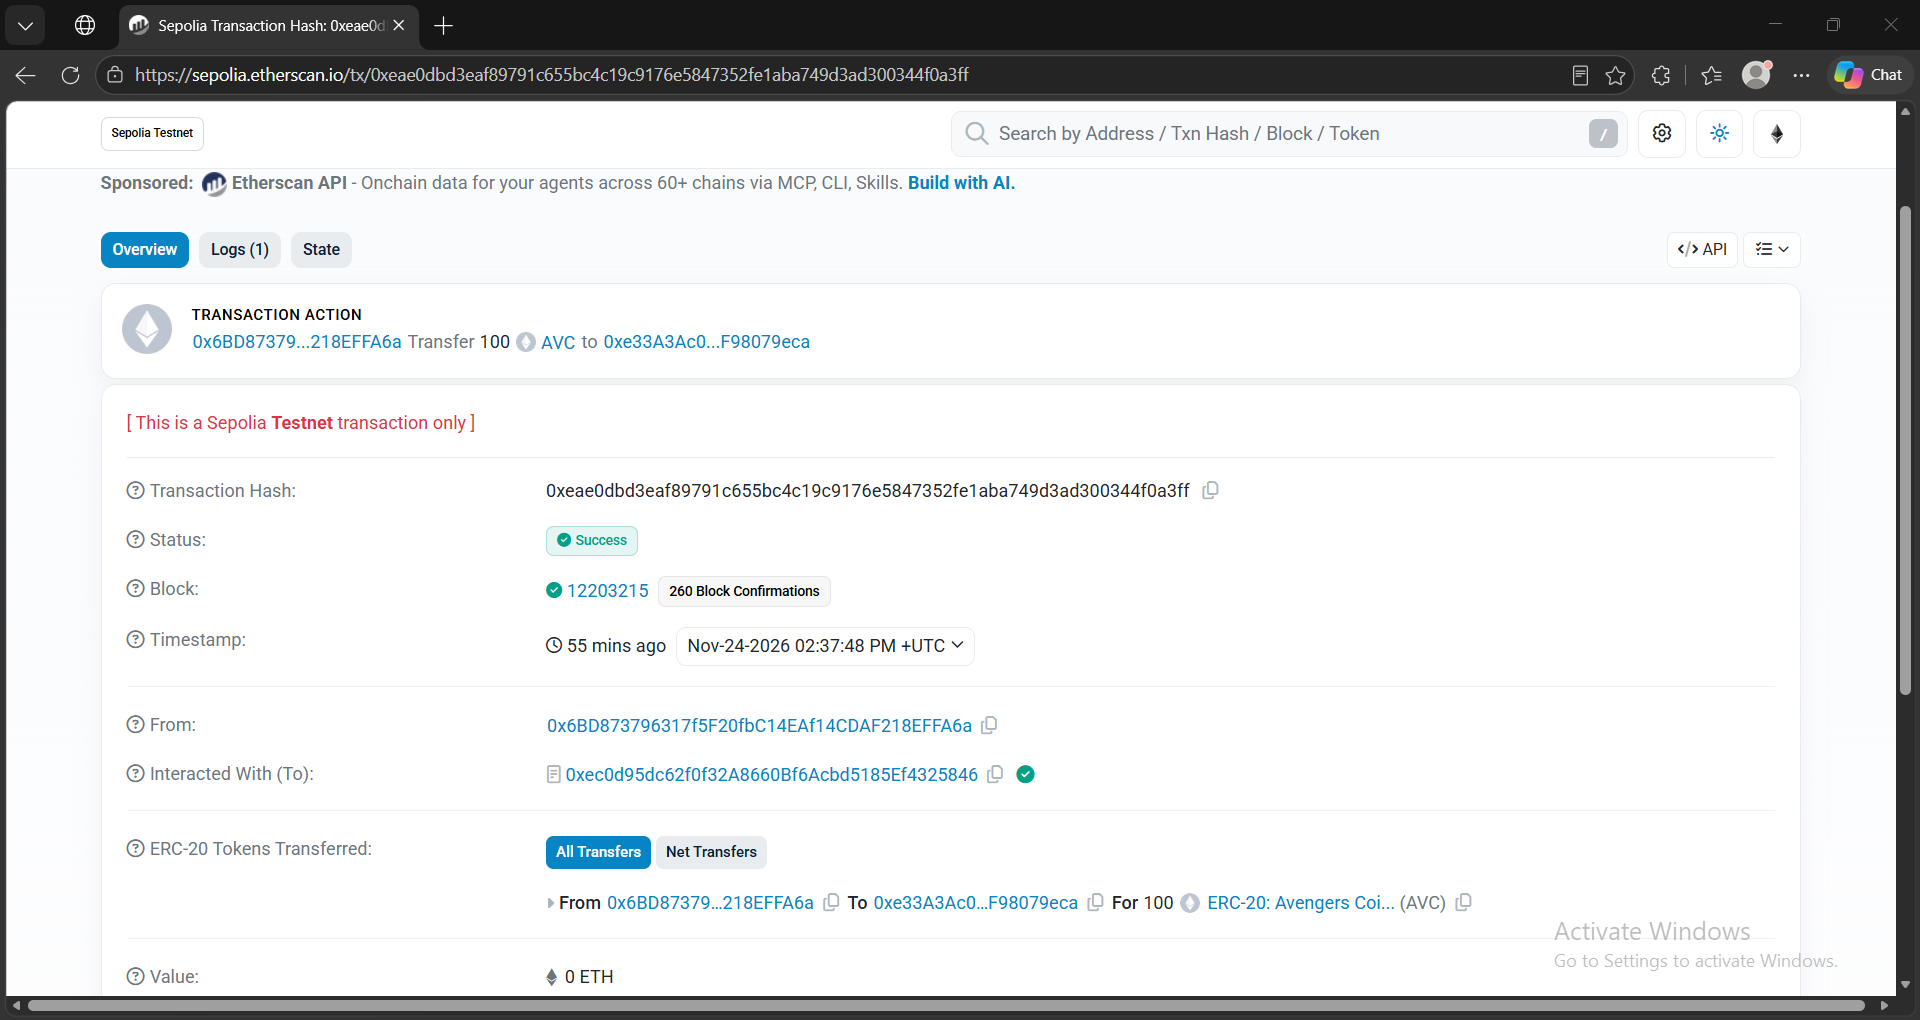 Sepolia Transaction Hash: 0xeae0d
https://sepolia.etherscan.io/tx/0xeae0dbd3eaf89791c655bc4c19c9176e5847352fe1aba749d3ad300344f0a3ff
Chat
Sepolia Testnet
Search by Address / Txn Hash / Block / Token
/
Sponsored: Etherscan API - Onchain data for your agents across 60+ chains via MCP, CLI, Skills. Build with AI.
Overview Logs (1) State
</> API
TRANSACTION ACTION
0x6BD87379...218EFFA6a Transfer 100 AVC to 0xe33A3Ac0...F98079eca
[ This is a Sepolia Testnet transaction only ]
Transaction Hash: 0xeae0dbd3eaf89791c655bc4c19c9176e5847352fe1aba749d3ad300344f0a3ff
Status: Success
Block: 12203215 260 Block Confirmations
Timestamp: 55 mins ago Nov-24-2026 02:37:48 PM +UTC
From: 0x6BD873796317f5F20fbC14EAf14CDAF218EFFA6a
Interacted With (To): 0xec0d95dc62f0f32A8660Bf6Acbd5185Ef4325846
ERC-20 Tokens Transferred: All Transfers Net Transfers
From 0x6BD87379...218EFFA6a To 0xe33A3Ac0...F98079eca For 100 ERC-20: Avengers Coi... (AVC)
Activate Windows
Go to Settings to activate Windows.
Value: 0 ETH